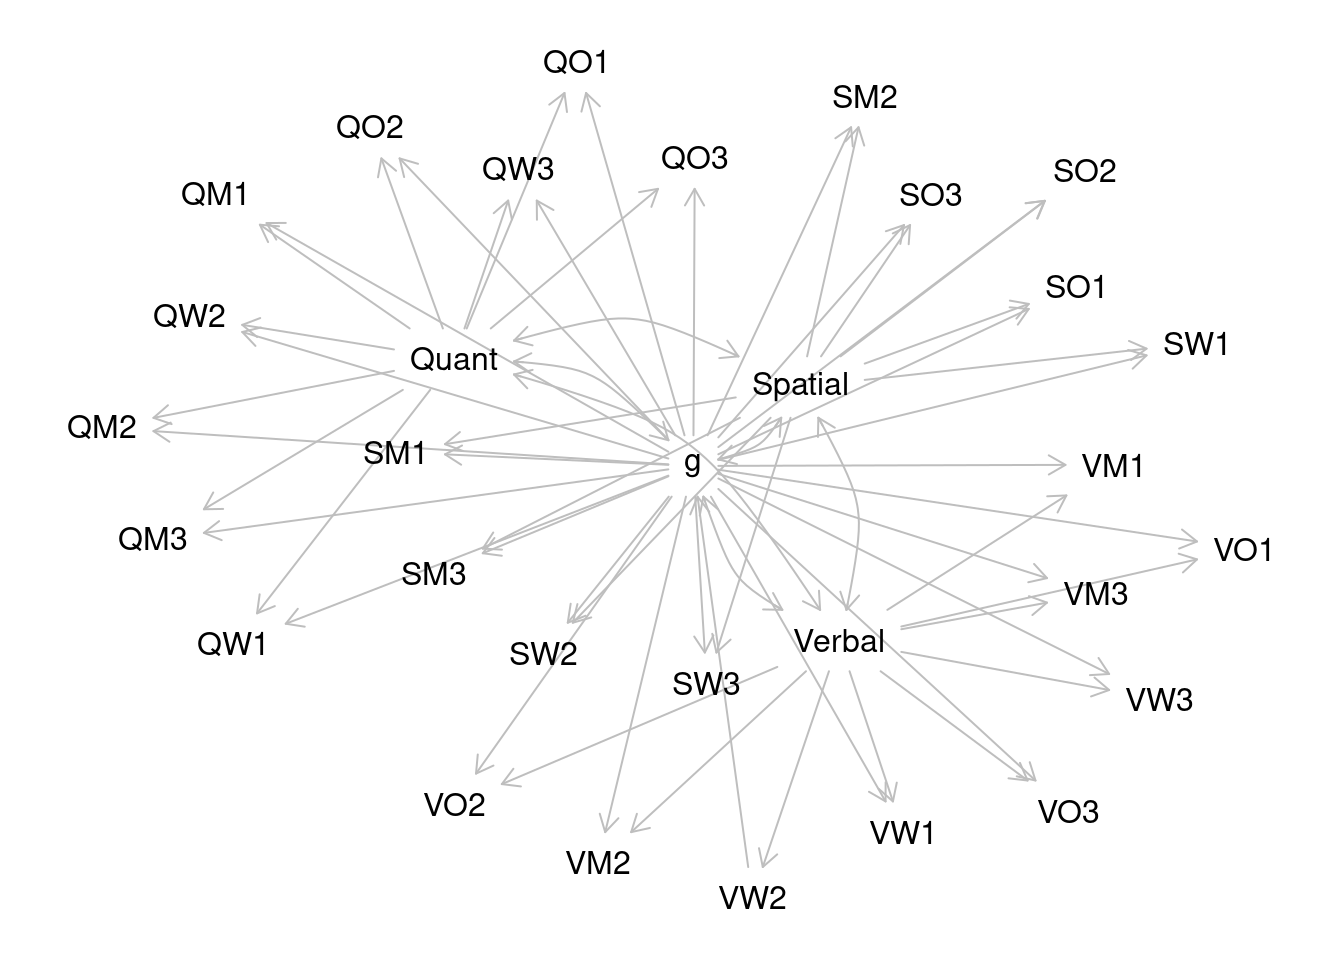 QO1
SM2
QO2
QW3
QO3
SO2
QM1
SO3
SO1
QW2
SW1
Quant
Spatial
QM2
SM1
g
VM1
QM3
VO1
SM3
VM3
QW1
Verbal
SW2
SW3
VW3
VO2
VO3
VW1
VM2
VW2